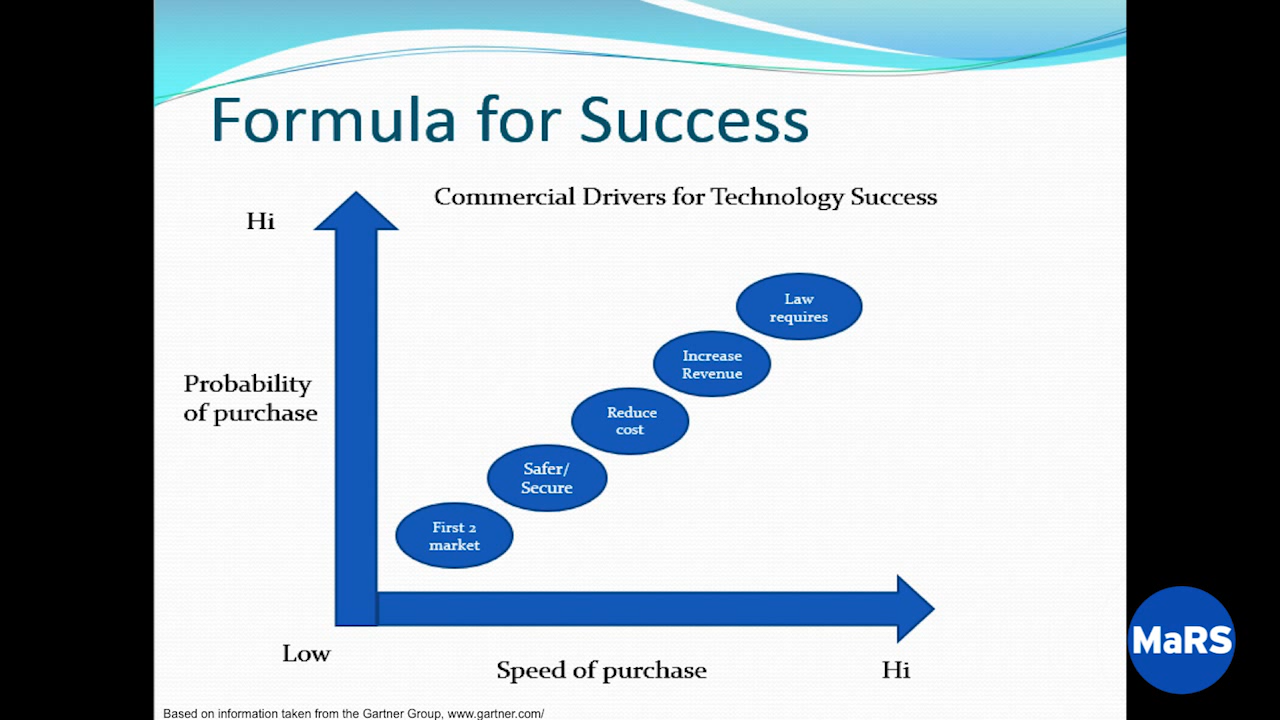 Formula for Success
Commercial Drivers for Technology Success
Hi
Law
requires
Increase
Revenue
Probability
of purchase
Reduce
cost
Safer/
Secure
First 2
market
Low
Speed of purchase
Hi
MaRS
Based on information taken from the Gartner Group, www.gartner.com/